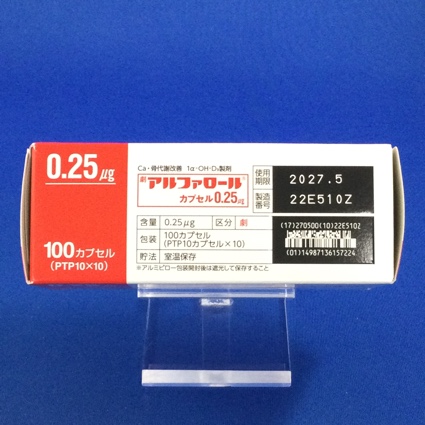 0.25μg
100カプセル
(PTP10×10)
Ca・骨代謝改善 1α-OH-D₃製剤
劇 アルファロール®
カプセル0.25μg
含量 0.25μg 区分 劇
包装 100カプセル
(PTP10カプセル×10)
貯法 室温保存
※アルミピロー包装開封後は遮光して保存すること
使用
期限 2027.5
製造
番号 22E510Z
(17)270500(10)22E510Z
(01)14987136157224